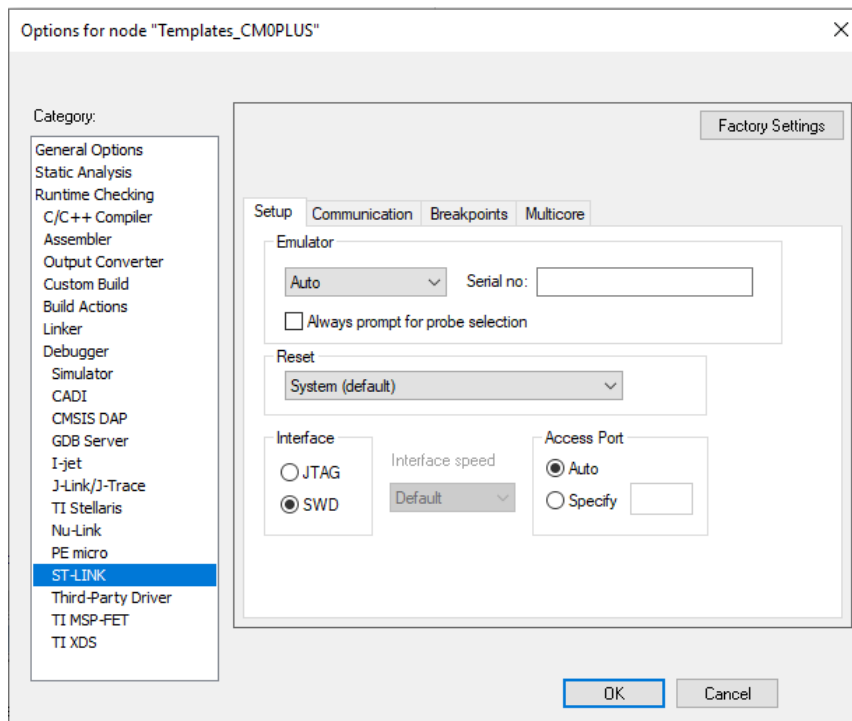 Options for node "Templates_CM0PLUS"
Category:
Factory Settings
General Options
Static Analysis
Runtime Checking
C/C++ Compiler
Assembler
Output Converter
Custom Build
Build Actions
Linker
Debugger
Simulator
CADI
CMSIS DAP
GDB Server
I-jet
J-Link/J-Trace
TI Stellaris
Nu-Link
PE micro
ST-LINK
Third-Party Driver
TI MSP-FET
TI XDS
Setup Communication Breakpoints Multicore
Emulator
Auto Serial no:
Always prompt for probe selection
Reset
System (default)
Interface
JTAG
SWD
Interface speed
Default
Access Port
Auto
Specify
OK Cancel